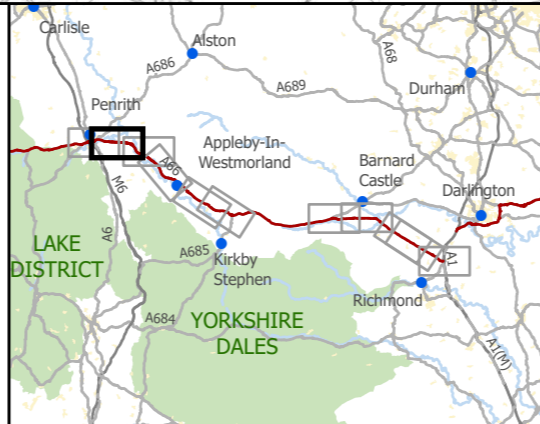 Carlisle
Alston
A68
A686
A689
Durham
Penrith
Appleby-In-
Westmorland
Barnard
Castle
Darlington
A66
M6
A6
LAKE
DISTRICT
A685
Kirkby
Stephen
A1
Richmond
A684
YORKSHIRE
DALES
A1(M)